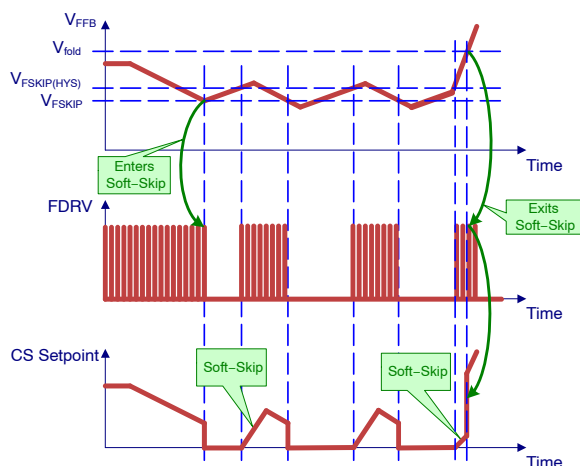 VFFB
Vfold
VFSKIP(HYS)
VFSKIP
Time
Enters
Soft−Skip
FDRV
Exits
Soft−Skip
Time
CS Setpoint
Soft−Skip
Soft−Skip
Time